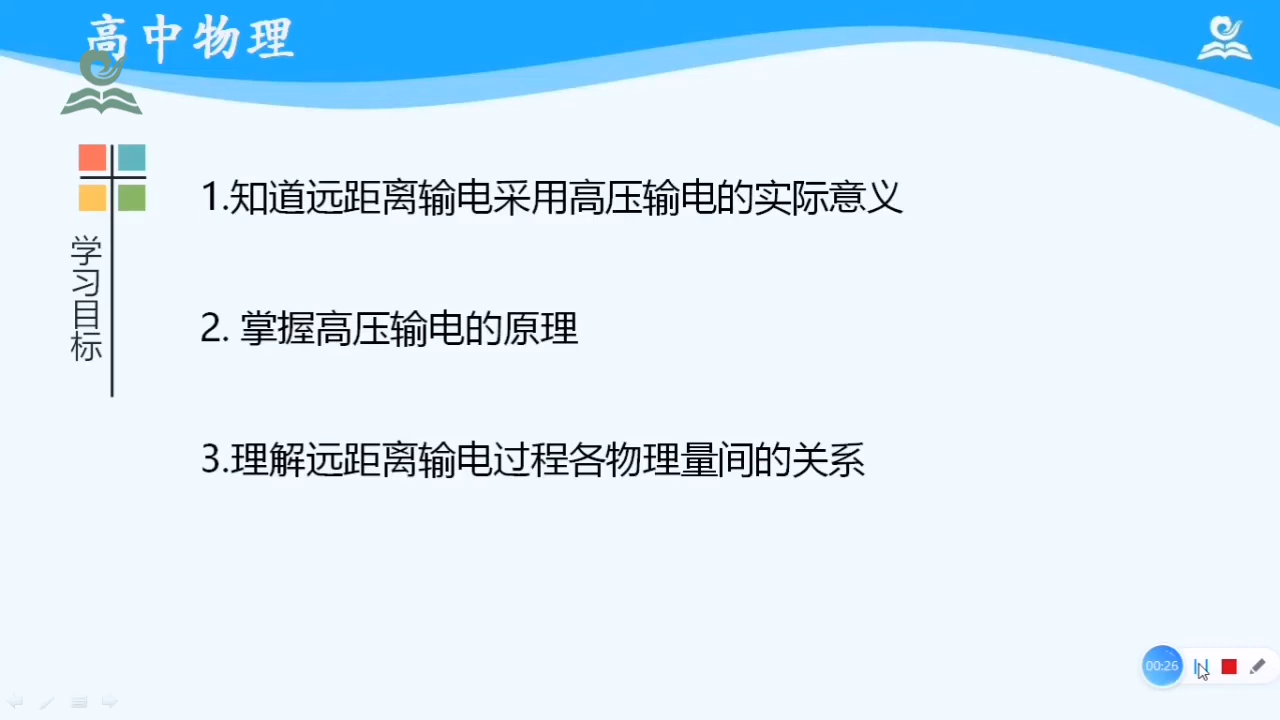 高中物理
学习目标
1.知道远距离输电采用高压输电的实际意义
2. 掌握高压输电的原理
3.理解远距离输电过程各物理量间的关系
00:26